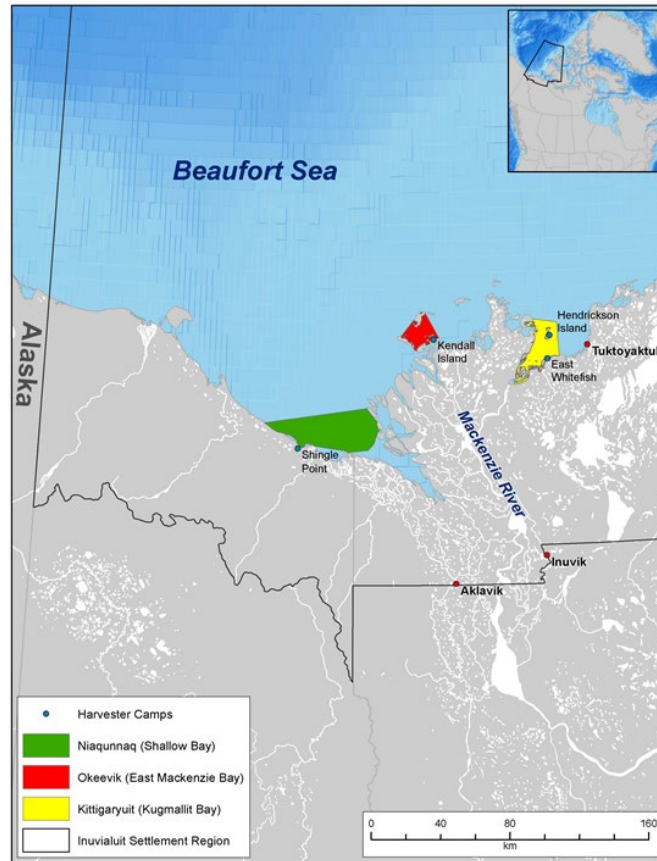 Beaufort Sea
Alaska
Hendrickson
Island
Kendall
Island
Tuktoyaktuk
East
Whitefish
Mackenzie River
Shingle
Point
Inuvik
Aklavik
Harvester Camps
Niaqunnaq (Shallow Bay)
Okeevik (East Mackenzie Bay)
Kittigaryuit (Kugmallit Bay)
Inuvialuit Settlement Region
0 40 80 160
km